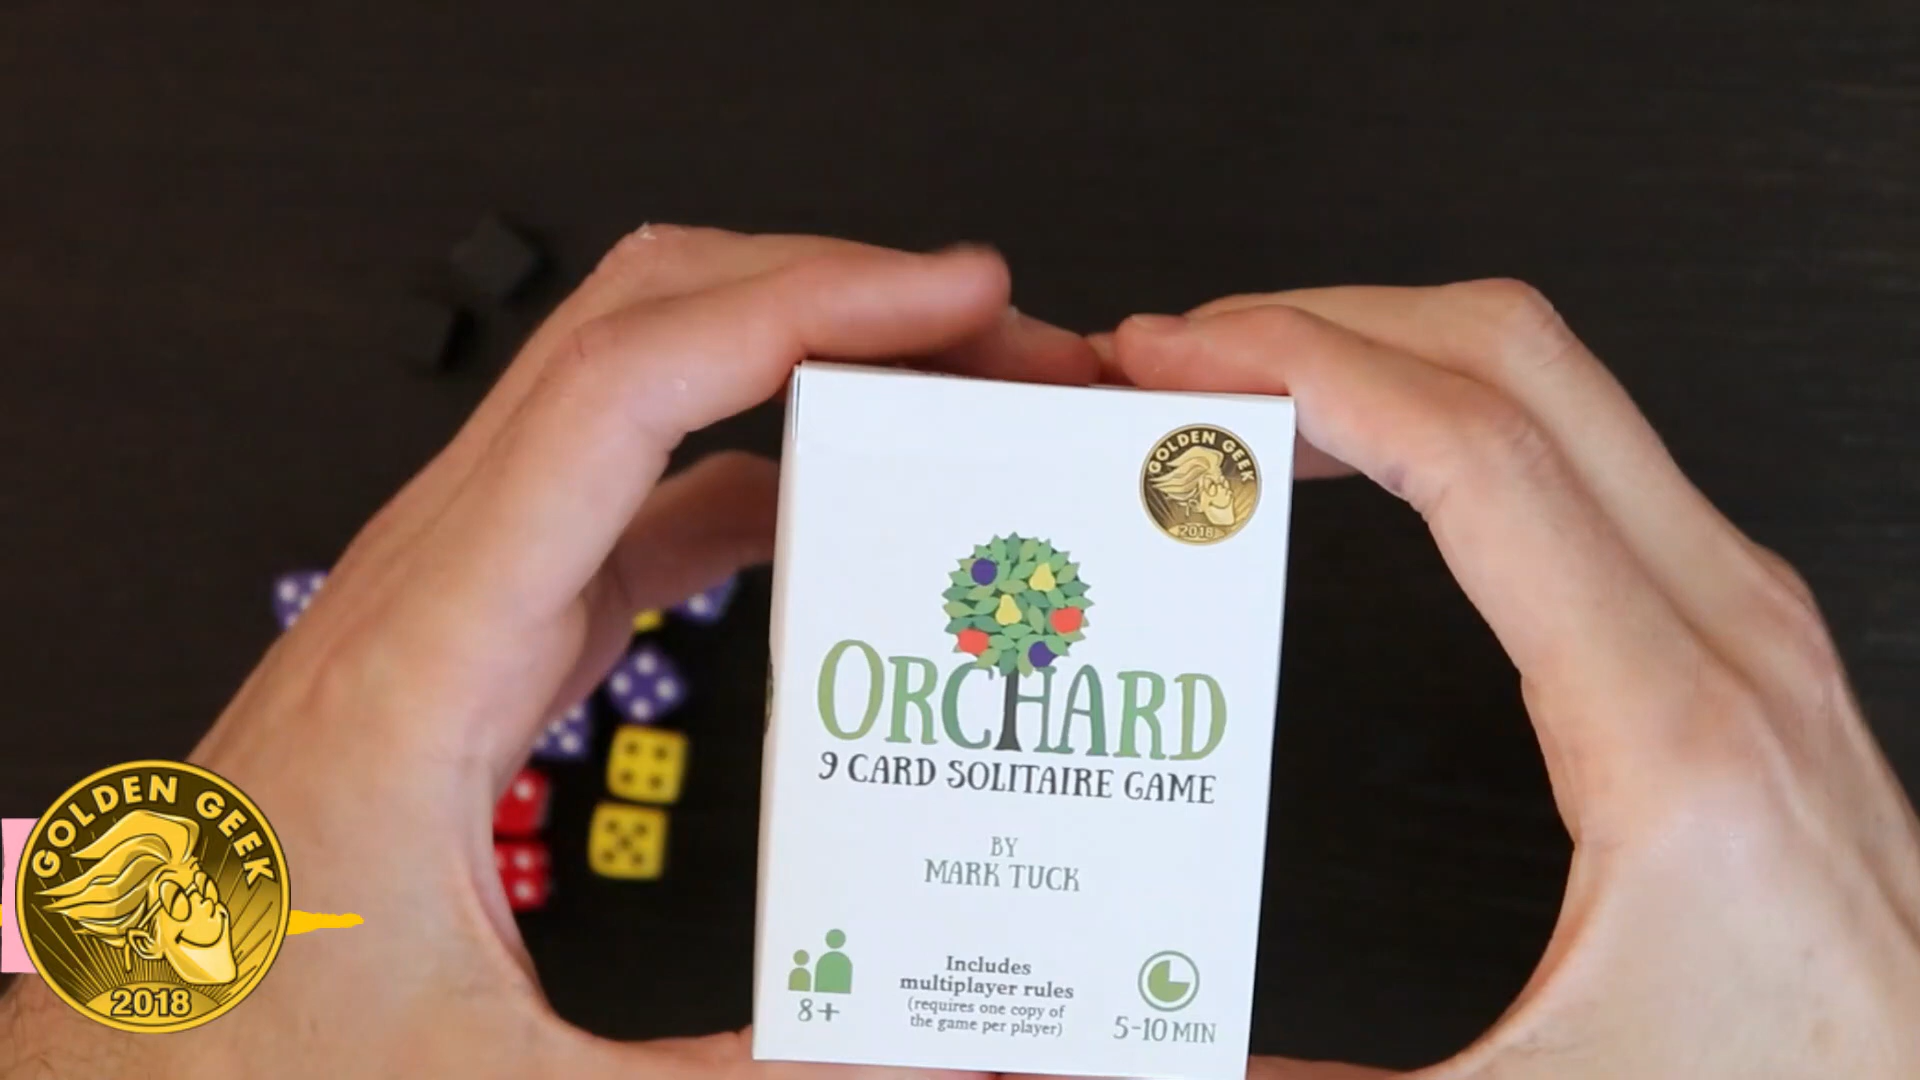 GOLDEN GEEK
2018
ORCHARD
9 CARD SOLITAIRE GAME
BY
MARK TUCK
8+
Includes
multiplayer rules
(requires one copy of
the game per player)
5-10 MIN
GOLDEN GEEK
2018